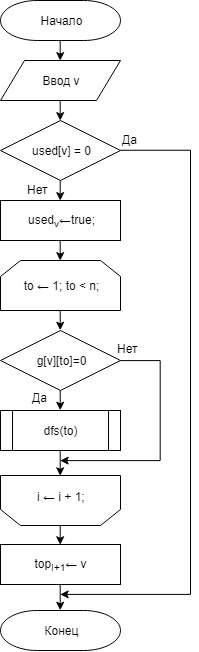 Начало
Ввод v
Да
used[v] = 0
Нет
usedᵥ←true;
to ← 1; to < n;
Нет
g[v][to]=0
Да
dfs(to)
i ← i + 1;
topᵢ₊₁← v
Конец